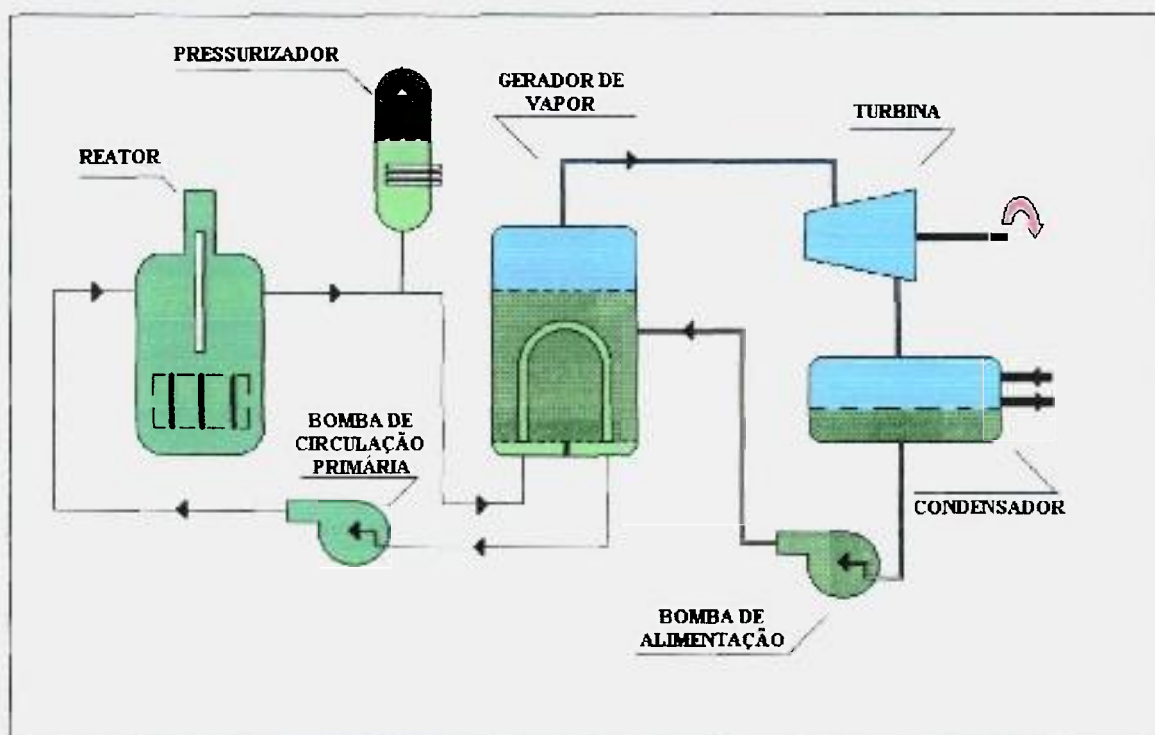 PRESSURIZADOR
GERADOR DE
VAPOR
TURBINA
REATOR
BOMBA DE
CIRCULAÇÃO
PRIMÁRIA
CONDENSADOR
BOMBA DE
ALIMENTAÇÃO